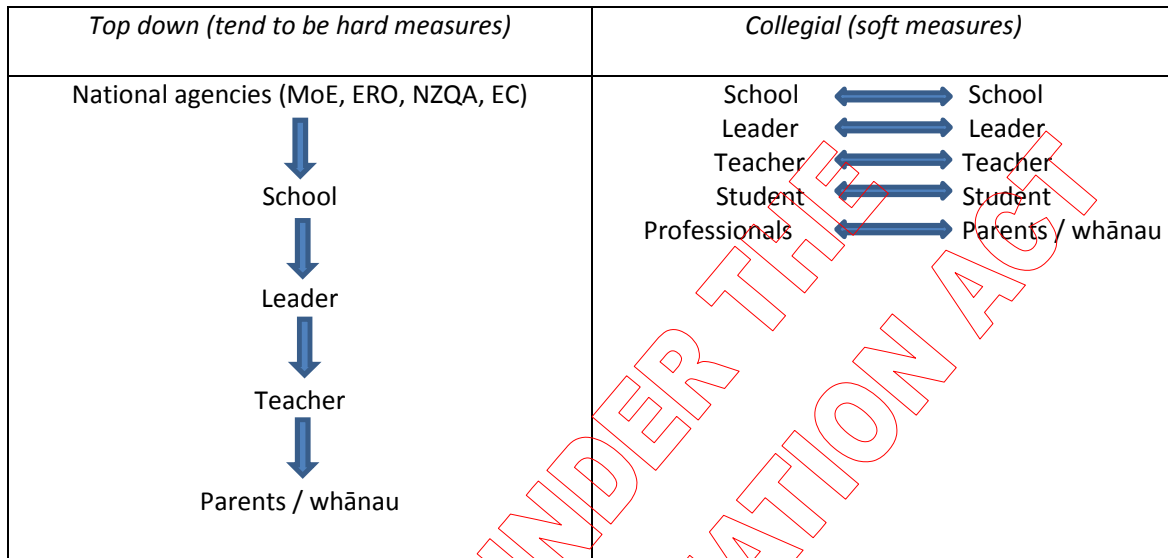 Top down (tend to be hard measures)
Collegial (soft measures)
National agencies (MoE, ERO, NZQA, EC)
School
Leader
Teacher
Parents / whānau
School School
Leader Leader
Teacher Teacher
Student Student
Professionals Parents / whānau
UNDER THE
ATION ACT